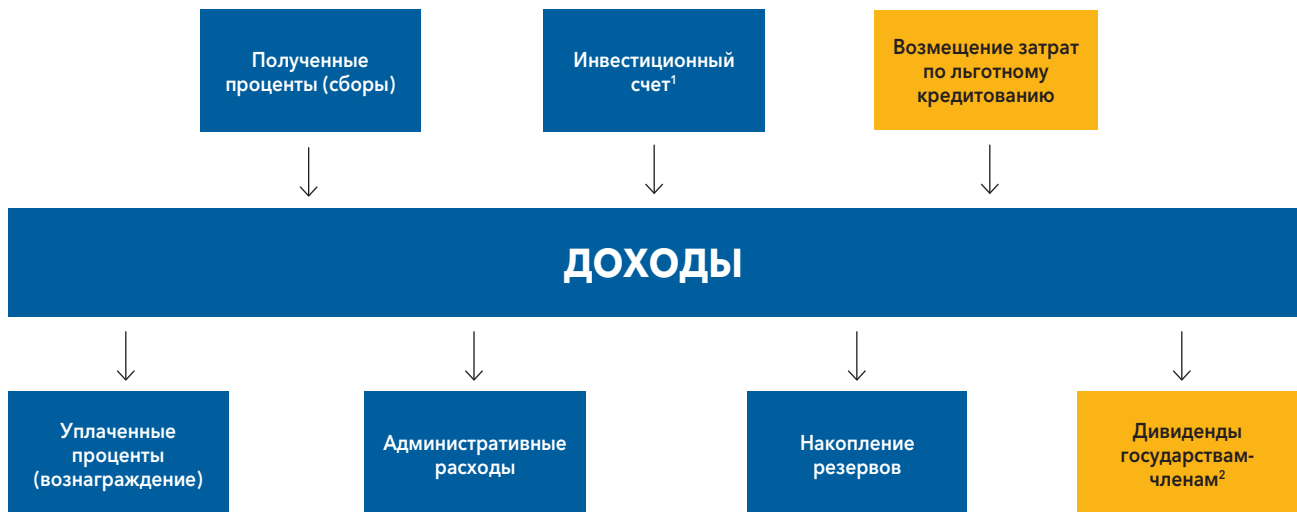 Полученные
проценты (сборы)
Инвестиционный
счет¹
Возмещение затрат
по льготному
кредитованию
ДОХОДЫ
Уплаченные
проценты
(вознаграждение)
Административные
расходы
Накопление
резервов
Дивиденды
государствам-
членам²